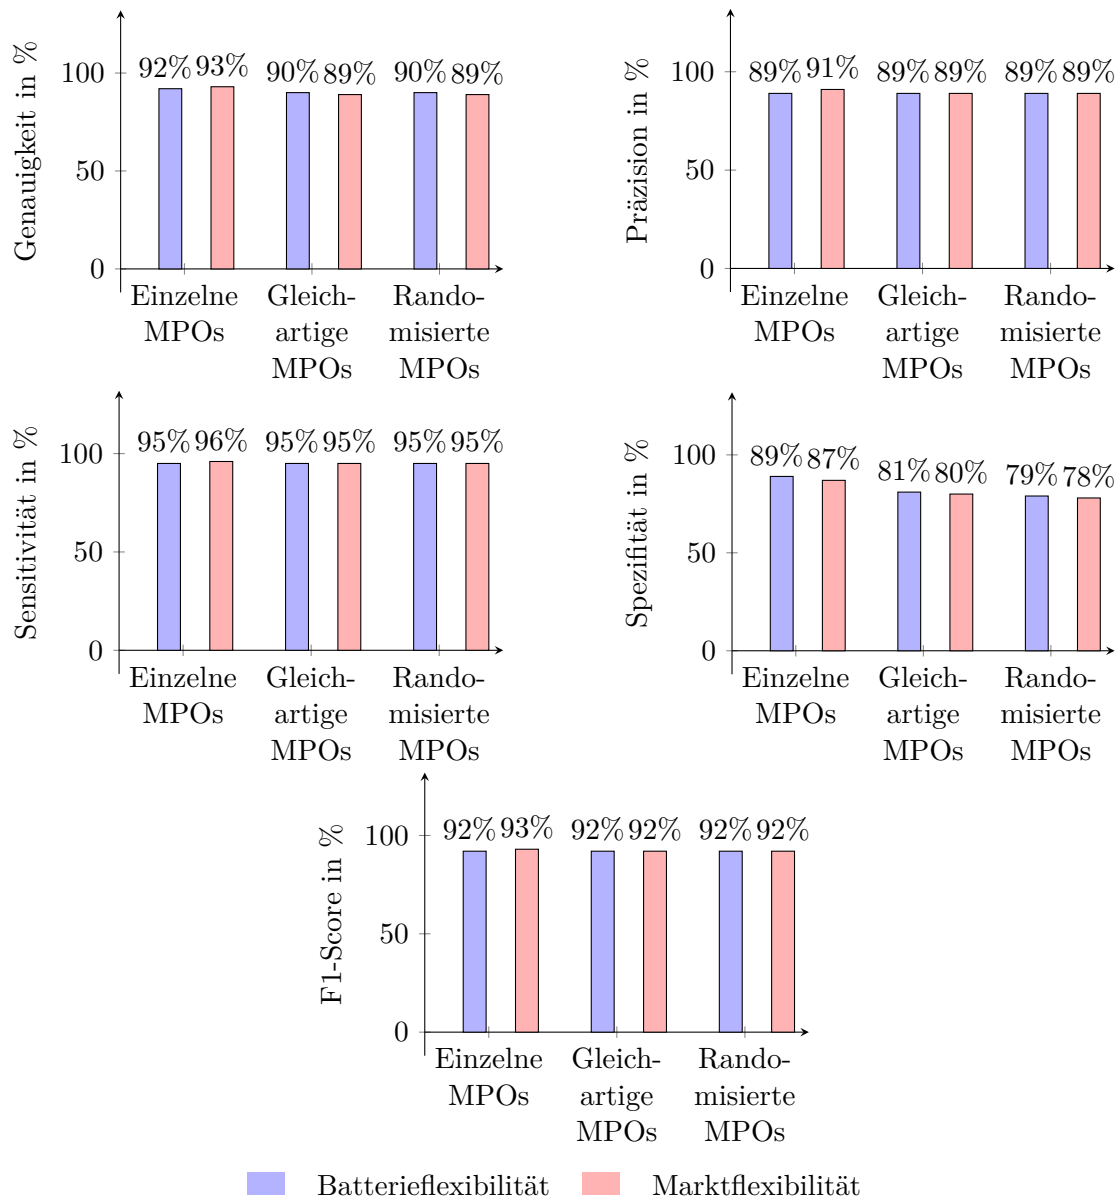 Genauigkeit in %
100
50
0
92% 93% 90% 89% 90% 89%
Einzelne MPOs
Gleich-
artige
MPOs
Rando-
misierte
MPOs
Präzision in %
100
50
0
89% 91% 89% 89% 89% 89%
Einzelne
MPOs
Gleich-
artige
MPOs
Rando-
misierte
MPOs
Sensitivität in %
100
50
0
95% 96% 95% 95% 95% 95%
Einzelne
MPOs
Gleich-
artige
MPOs
Rando-
misierte
MPOs
Spezifität in %
100
50
0
89% 87% 81% 80% 79% 78%
Einzelne
MPOs
Gleich-
artige
MPOs
Rando-
misierte
MPOs
F1-Score in %
100
50
0
92% 93% 92% 92% 92% 92%
Einzelne
MPOs
Gleich-
artige
MPOs
Rando-
misierte
MPOs
Batterieflexibilität
Marktflexibilität